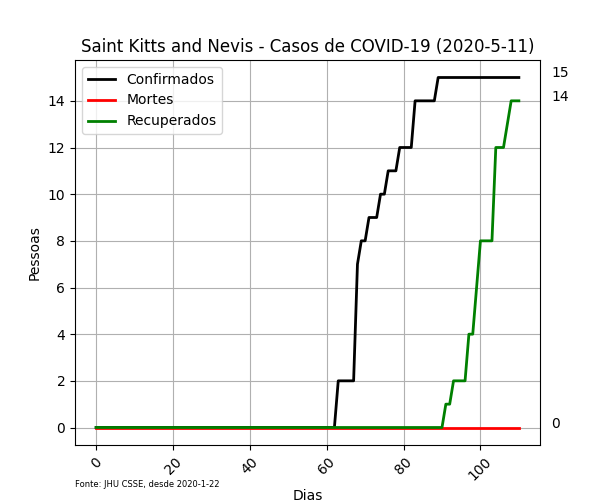 Saint Kitts and Nevis - Casos de COVID-19 (2020-5-11)
Confirmados
Mortes
Recuperados
15
14
0
14
12
10
8
6
4
2
0
Pessoas
0
20
40
60
80
100
Fonte: JHU CSSE, desde 2020-1-22
Dias